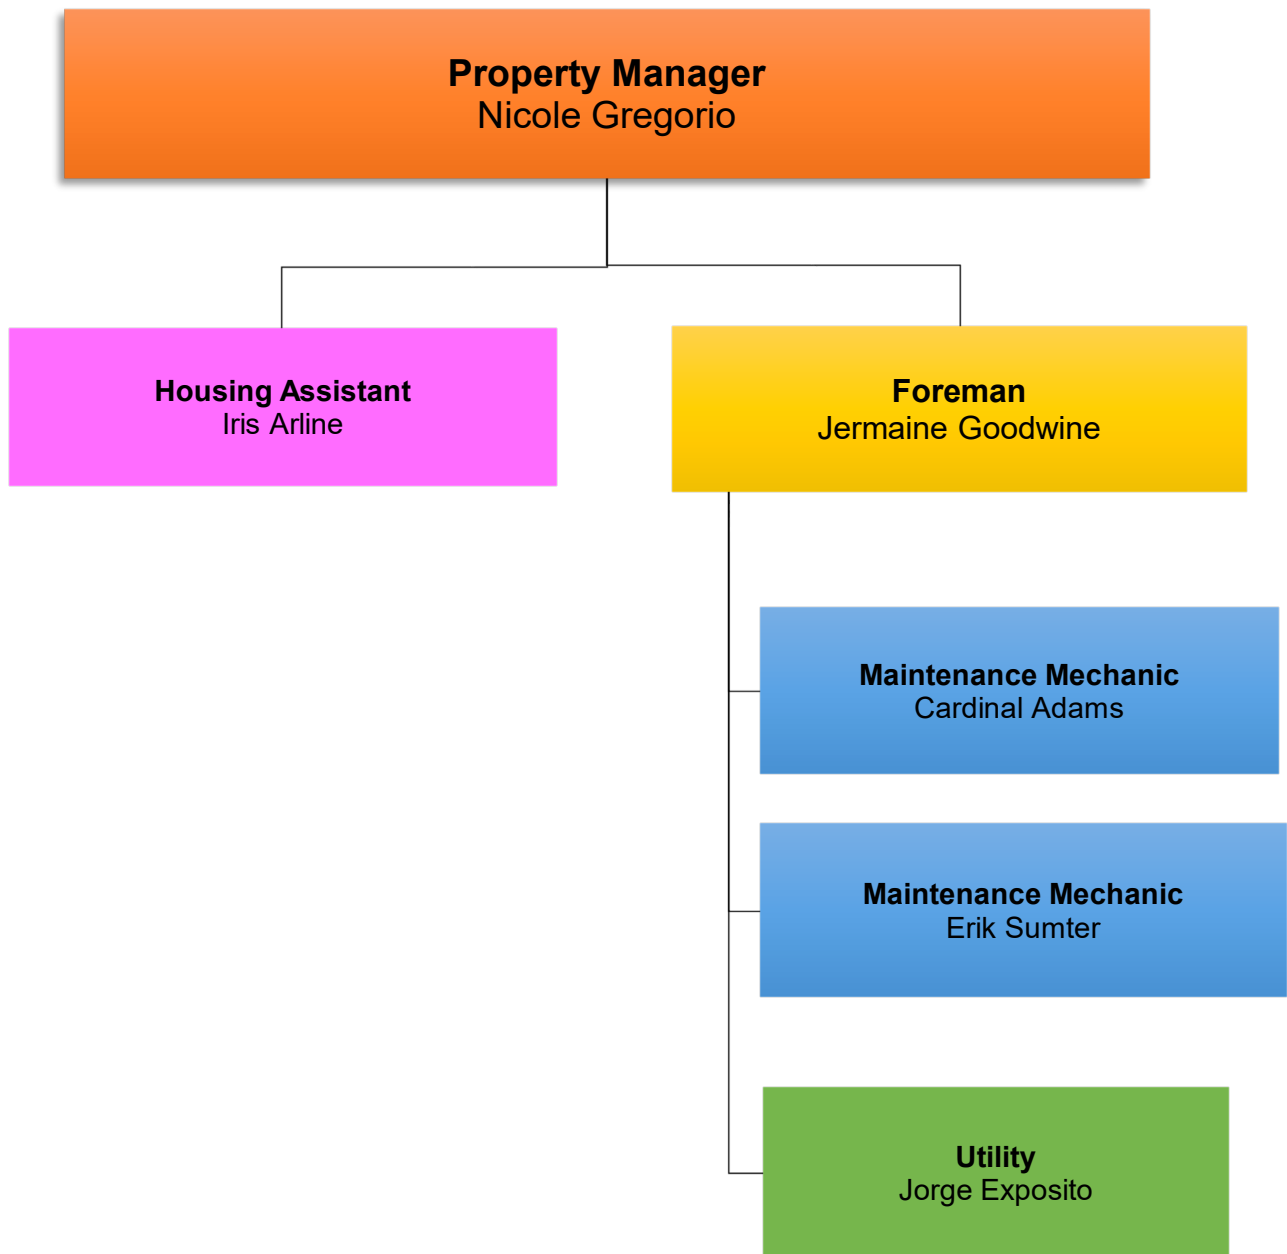 Property Manager
Nicole Gregorio
Housing Assistant
Iris Arline
Foreman
Jermaine Goodwine
Maintenance Mechanic
Cardinal Adams
Maintenance Mechanic
Erik Sumter
Utility
Jorge Exposito